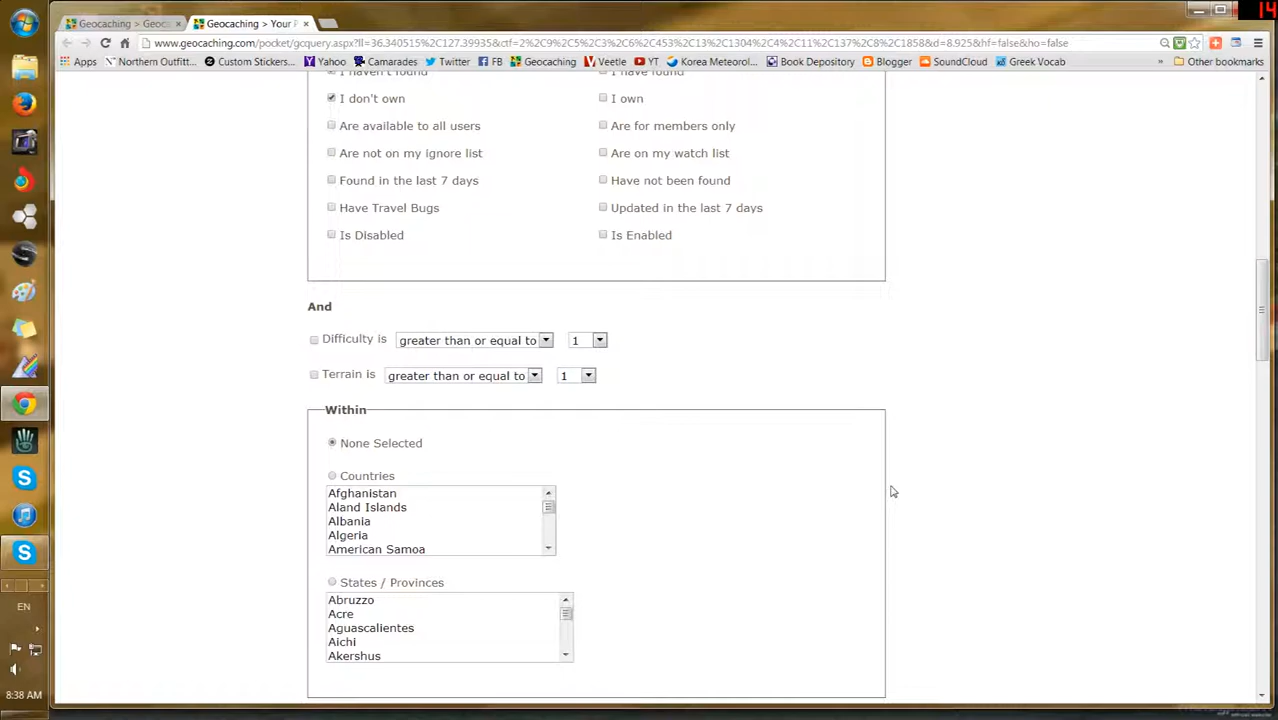 14
Geocaching > Geoc
Geocaching > Your P
www.geocaching.com/pocket/gcquery.aspx?ll=36.340515%2C127.39935&ctf=2%2C9%2C5%2C3%2C6%2C453%2C13%2C1304%2C4%2C11%2C137%2C8%2C1858&d=8.925&hf=false&ho=false
Apps Northern Outfitt... Custom Stickers... Yahoo Camarades Twitter FB Geocaching Veetle YT Korea Meteorol... Book Depository Blogger SoundCloud Greek Vocab » Other bookmarks
I haven't found I have found
I don't own I own
Are available to all users Are for members only
Are not on my ignore list Are on my watch list
Found in the last 7 days Have not been found
Have Travel Bugs Updated in the last 7 days
Is Disabled Is Enabled
And
Difficulty is greater than or equal to 1
Terrain is greater than or equal to 1
Within
None Selected
Countries
Afghanistan
Aland Islands
Albania
Algeria
American Samoa
States / Provinces
Abruzzo
Acre
Aguascalientes
Aichi
Akershus
EN
8:38 AM